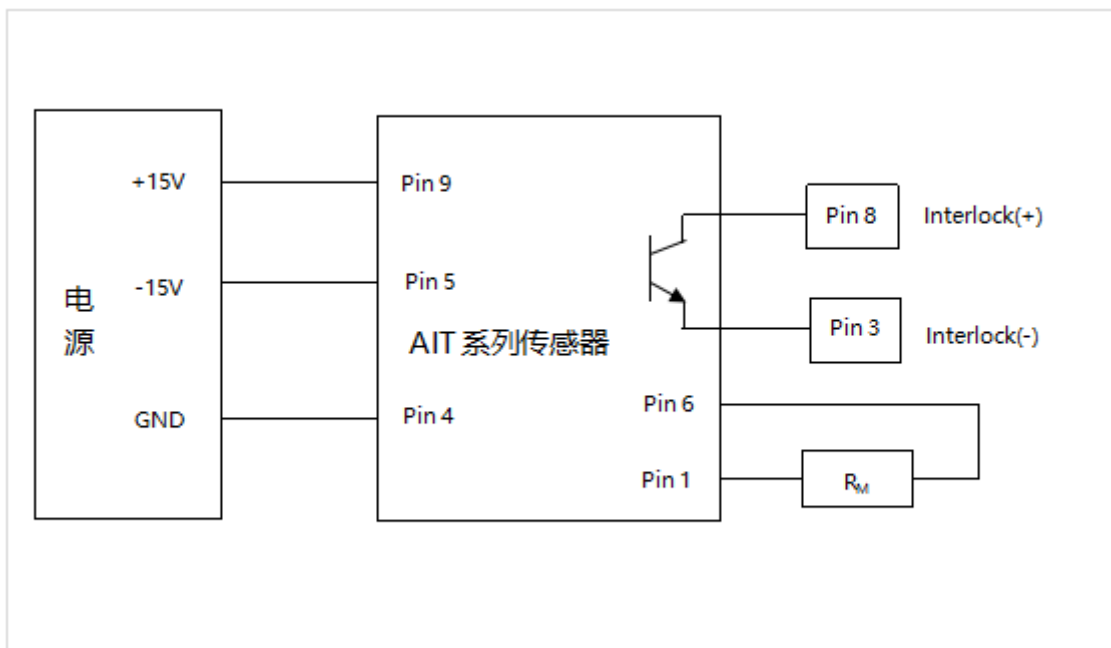 +15V
-15V
GND
电
源
Pin 9
Pin 5
AIT 系列传感器
Pin 4
Pin 6
Pin 1
Pin 8
Interlock(+)
Pin 3
Interlock(-)
RM